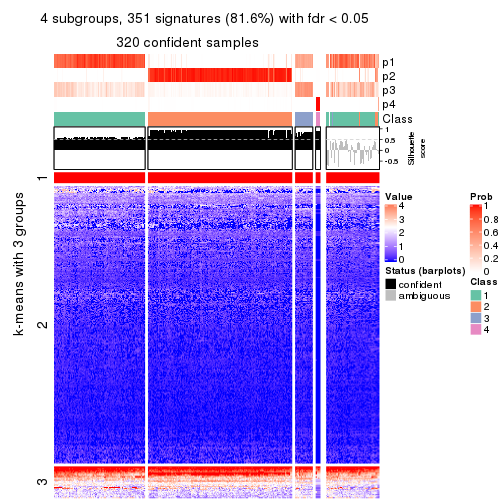 4 subgroups, 351 signatures (81.6%) with fdr < 0.05
320 confident samples
p1
p2
p3
p4
Class
1
0.5
0
-0.5
Silhouette
score
k-means with 3 groups
1
2
3
Value
4
3
2
1
0
Status (barplots)
confident
ambiguous
Prob
1
0.8
0.6
0.4
0.2
0
Class
1
2
3
4